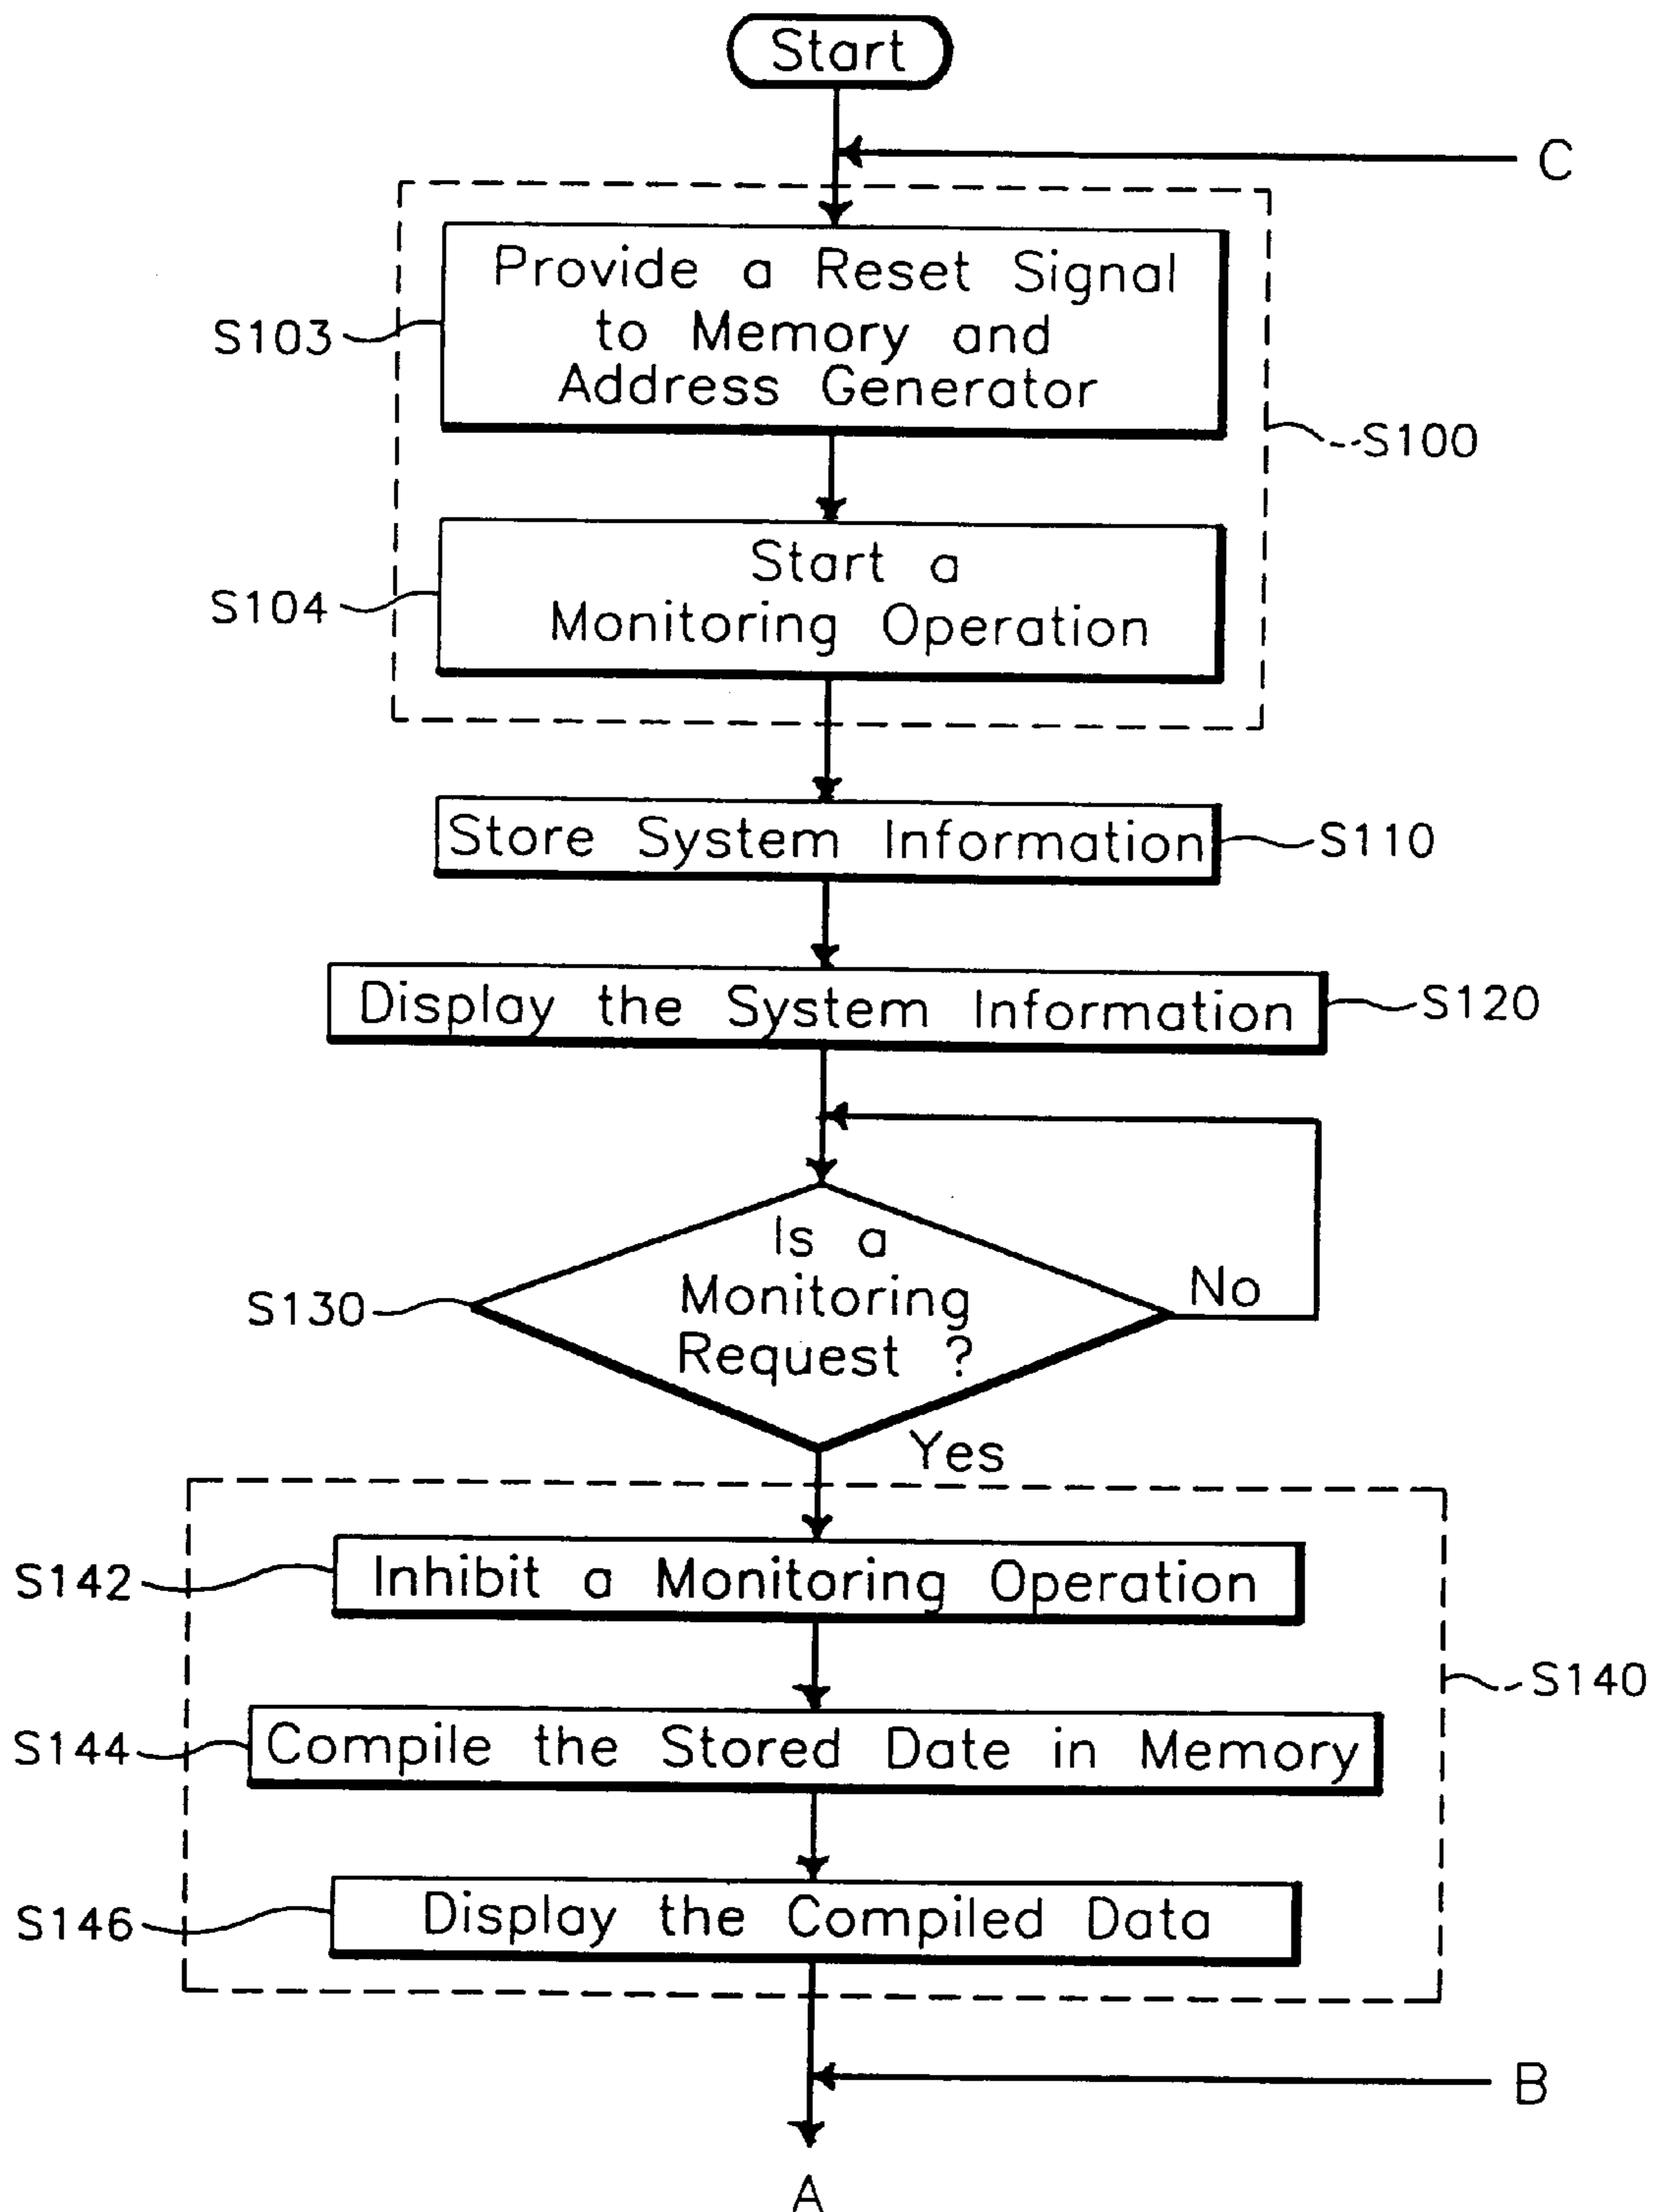 Start
C
Provide a Reset Signal
to Memory and
Address Generator
S103
S100
Start a
Monitoring Operation
S104
Store System Information
S110
Display the System Information
S120
Is a
Monitoring
Request ?
S130
No
Yes
Inhibit a Monitoring Operation
S142
S140
Compile the Stored Date in Memory
S144
Display the Compiled Data
S146
B
A